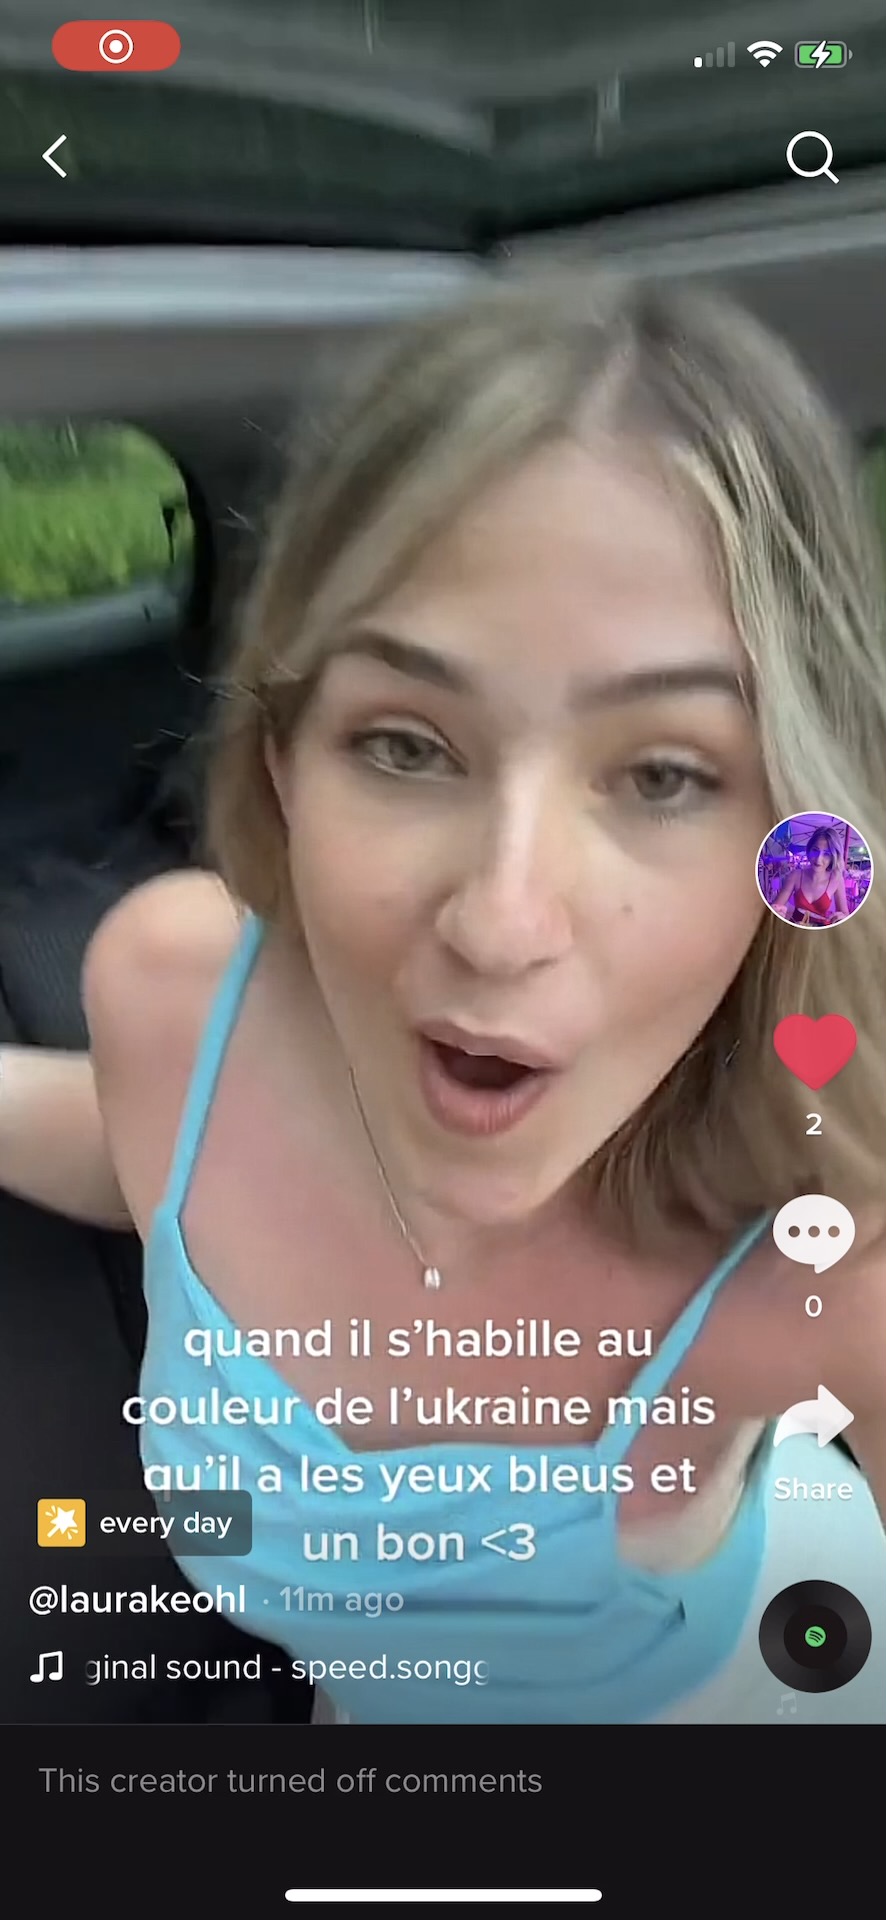 quand il s’habille au
couleur de l’ukraine mais
qu’il a les yeux bleus et
un bon <3
every day
@laurakeohl · 11m ago
ginal sound - speed.song
2
0
Share
This creator turned off comments